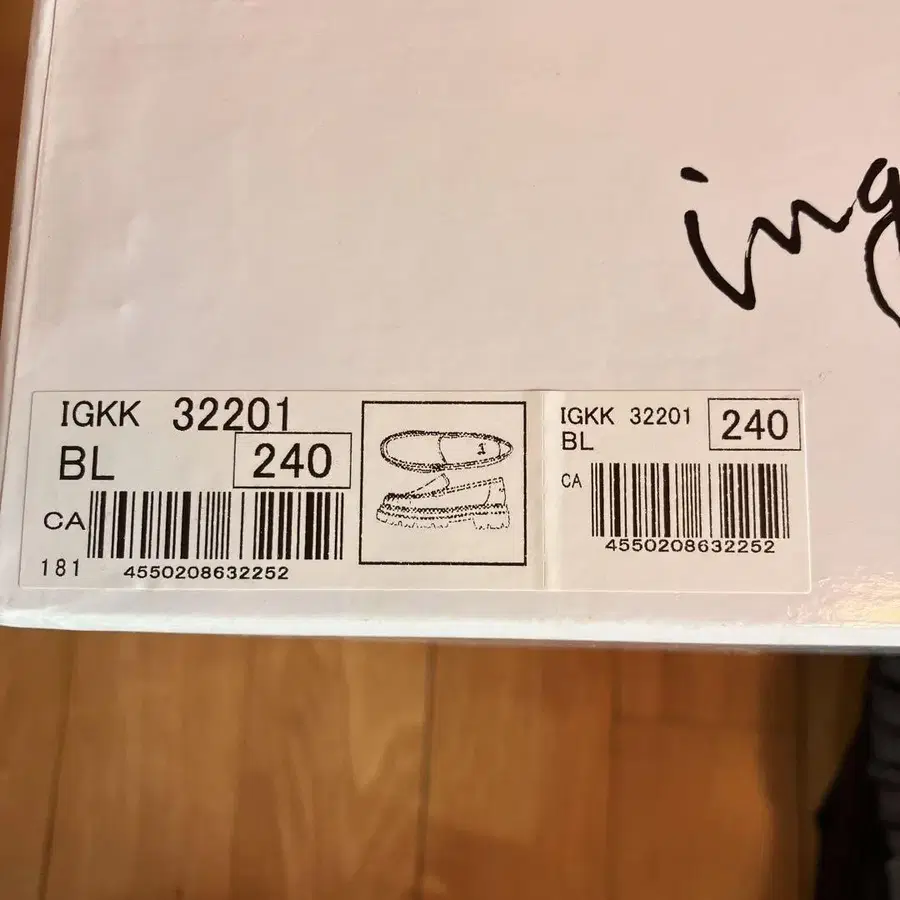 ing
IGKK 32201
BL 240
CA
181 4550208632252
IGKK 32201 240
BL
CA
4550208632252